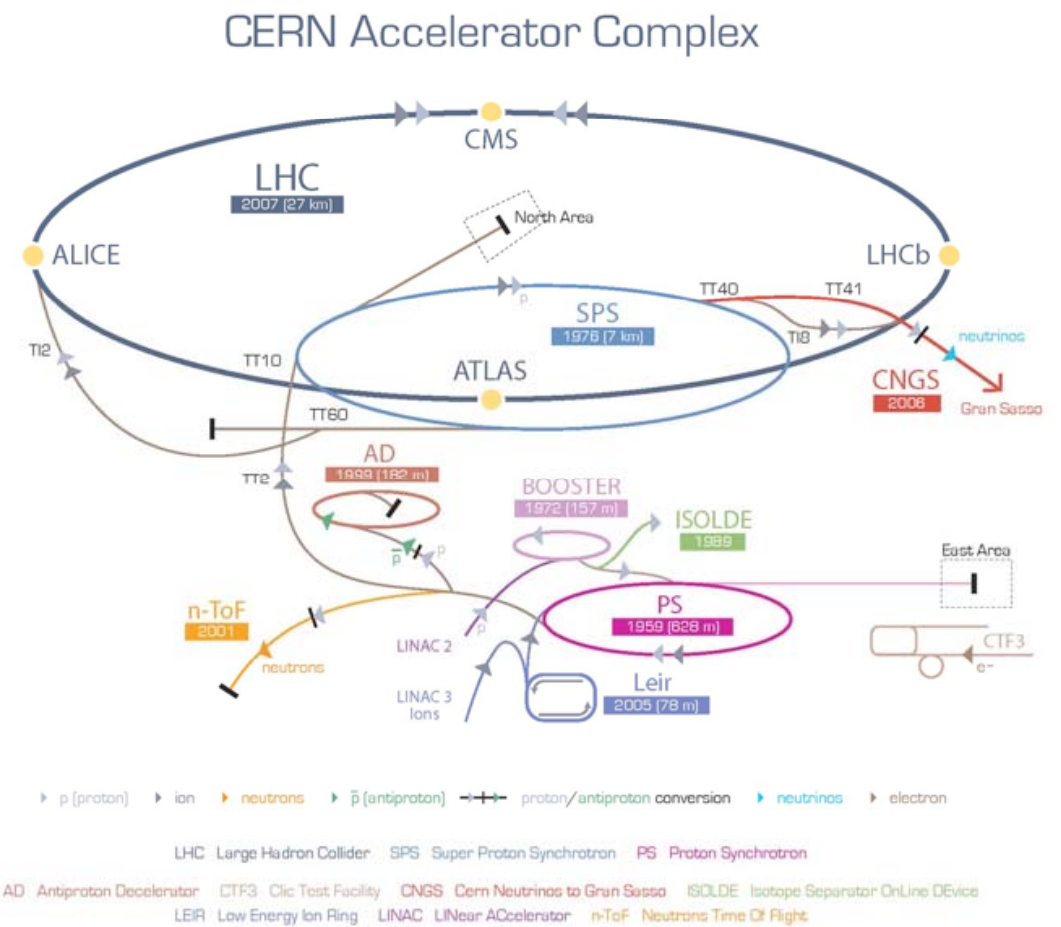 CERN Accelerator Complex
CMS
LHC
2007 (27 km)
North Area
ALICE
LHCb
TT40
TT41
p
SPS
1976 (7 km)
TI8
neutrinos
TI2
TT10
ATLAS
CNGS
2006
Gran Sasso
TT60
AD
1999 (182 m)
TT2
BOOSTER
1972 (157 m)
ISOLDE
1989
p̅
p
East Area
n-ToF
2001
PS
1959 (628 m)
p
LINAC 2
neutrons
CTF3
e-
LINAC 3
Ions
Leir
2005 (78 m)
p (proton) ion neutrons p̅ (antiproton) proton/antiproton conversion neutrinos electron
LHC Large Hadron Collider SPS Super Proton Synchrotron PS Proton Synchrotron
AD Antiproton Decelerator CTF3 Clic Test Facility CNGS Cern Neutrinos to Gran Sasso ISOLDE Isotope Separator OnLine DEvice
LEIR Low Energy Ion Ring LINAC LINear ACcelerator n-ToF Neutrons Time Of Flight